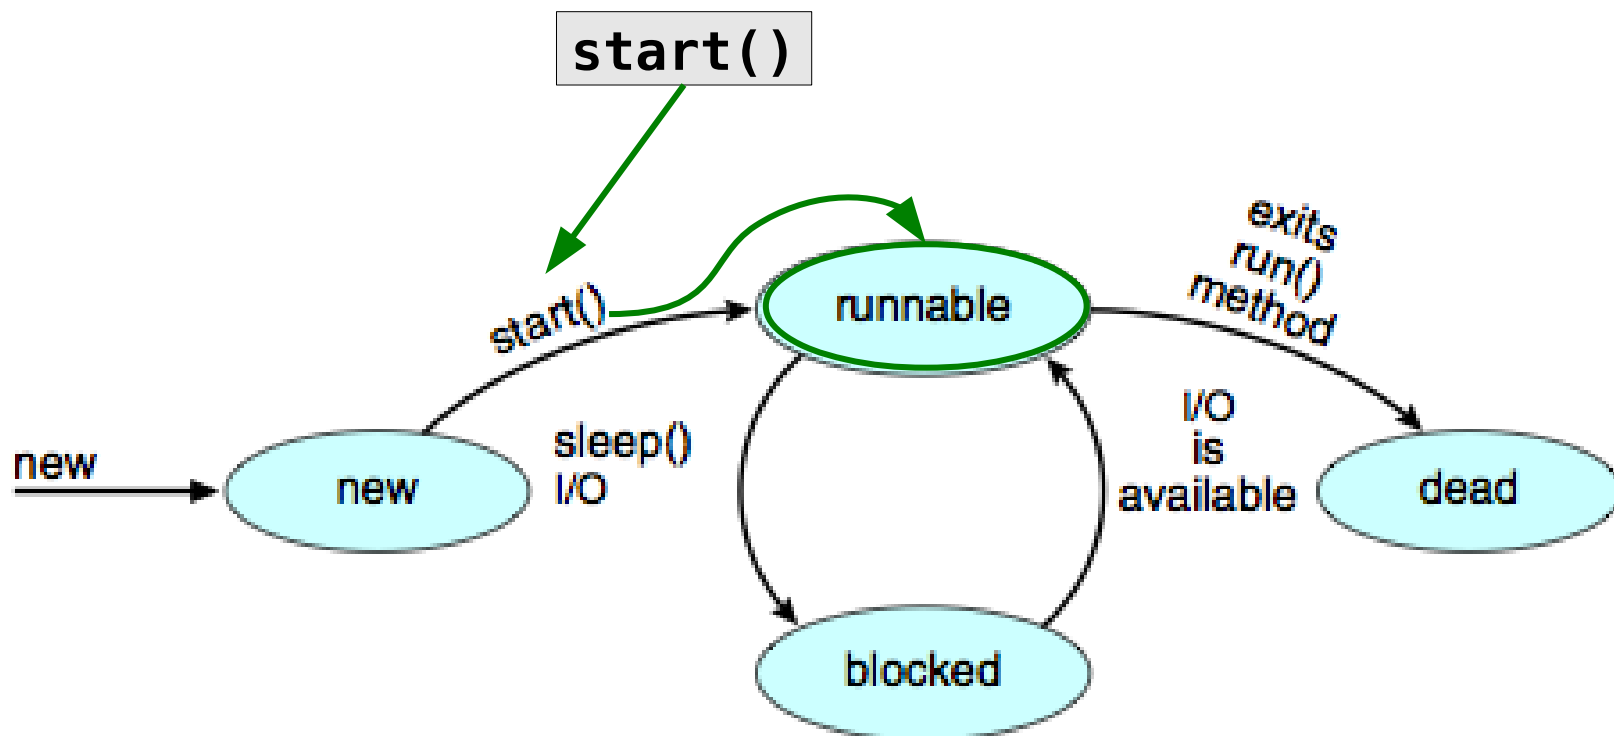 start()
exits
run()
method
start()
runnable
new
new
sleep()
I/O
I/O
is
available
dead
blocked